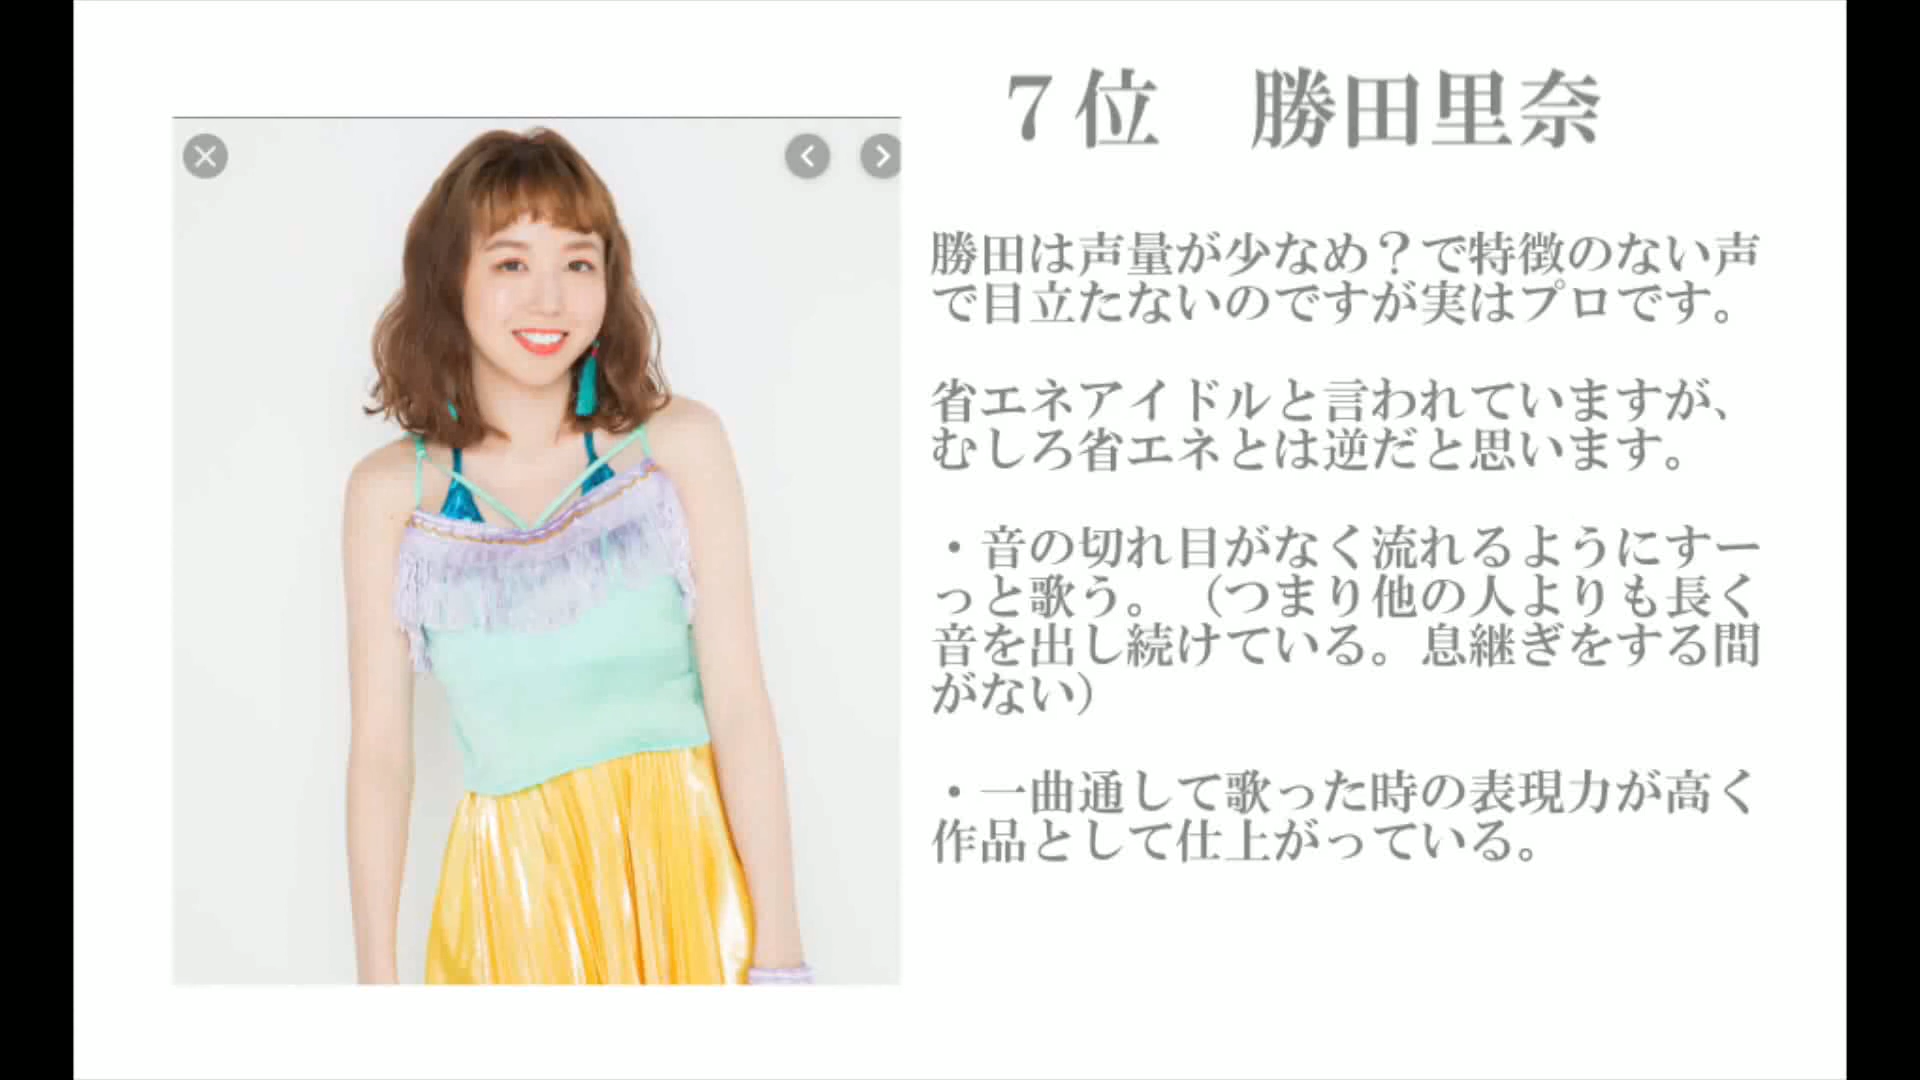 ７位　勝田里奈
勝田は声量が少なめ？で特徴のない声
で目立たないのですが実はプロです。
省エネアイドルと言われていますが、
むしろ省エネとは逆だと思います。
・音の切れ目がなく流れるようにすー
っと歌う。（つまり他の人よりも長く
音を出し続けている。息継ぎをする間
がない）
・一曲通して歌った時の表現力が高く
作品として仕上がっている。